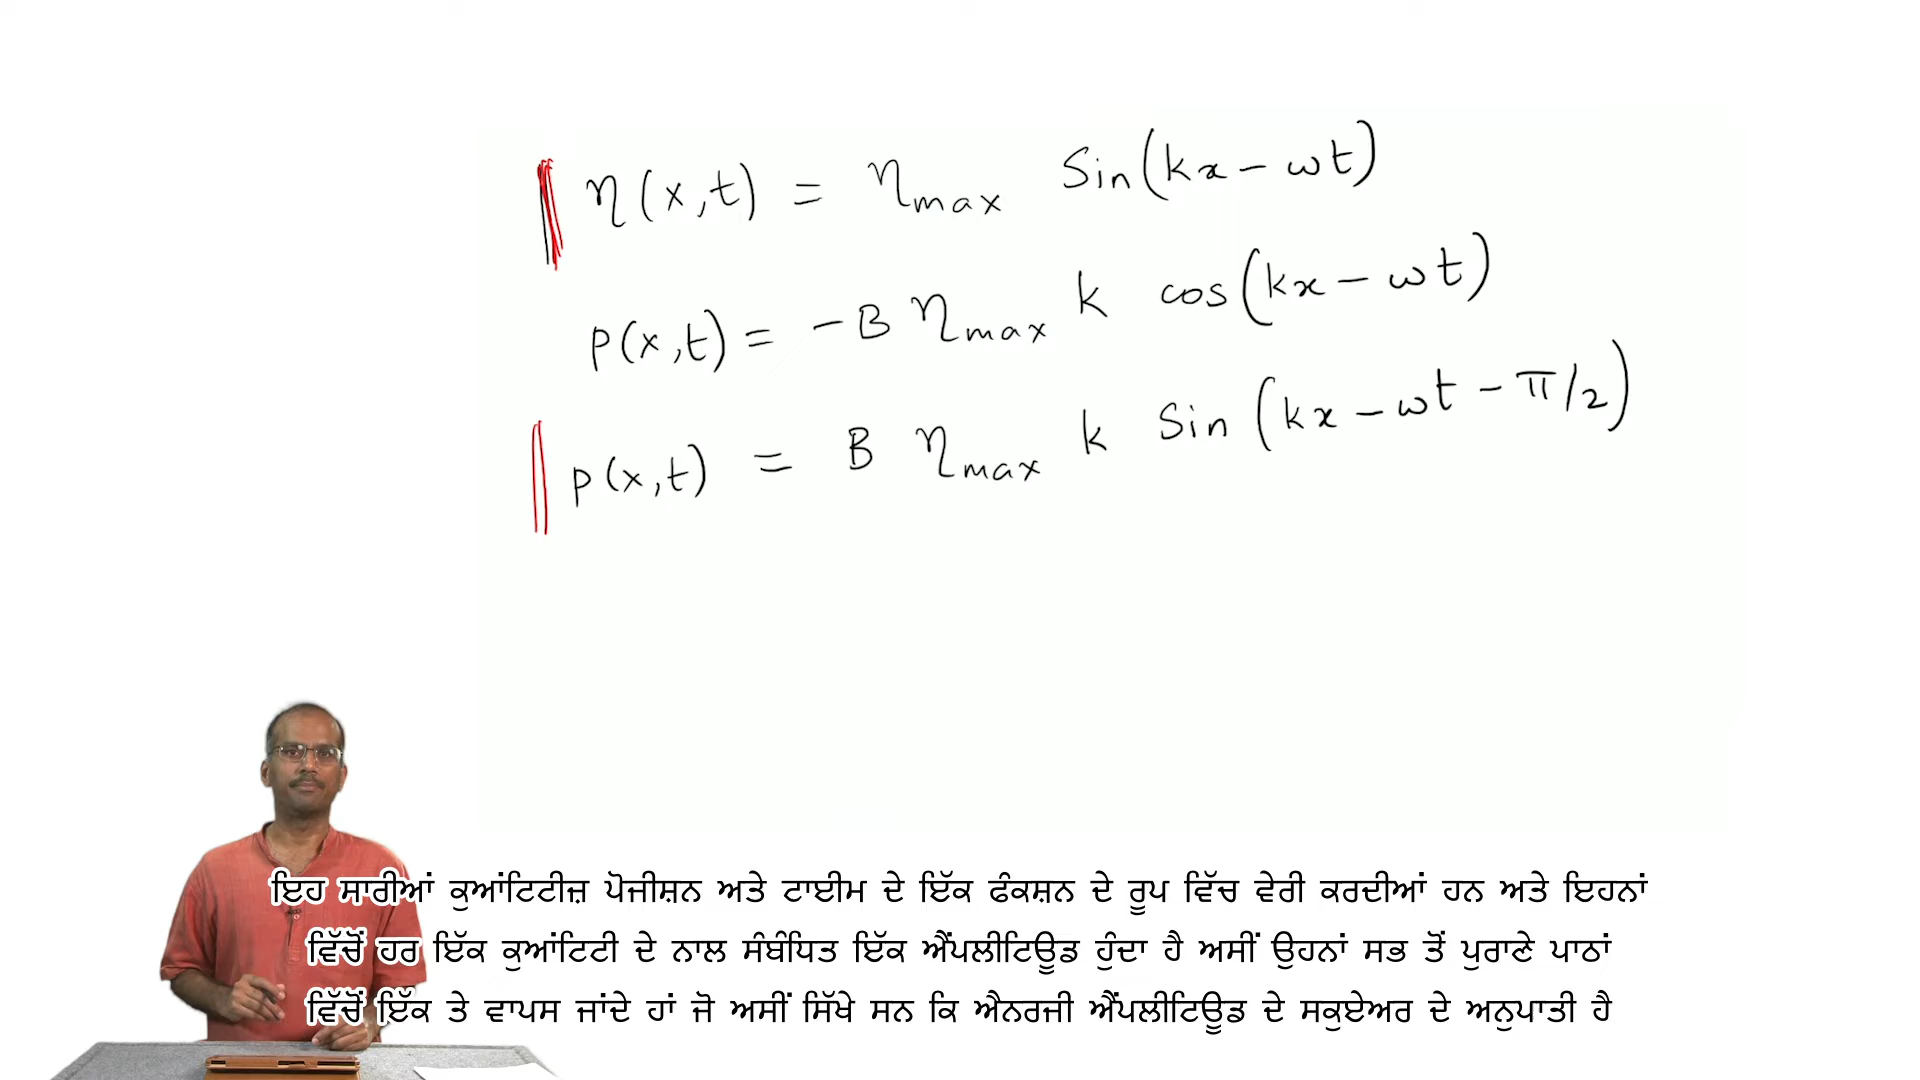 η(x,t) = ηmax Sin(kx − ωt)
p(x,t) = − B ηmax k cos(kx − ωt)
p(x,t) = B ηmax k Sin(kx − ωt − π/2)
ਇਹ ਸਾਰੀਆਂ ਕੁਆਂਟਿਟੀਜ਼ ਪੋਜੀਸ਼ਨ ਅਤੇ ਟਾਈਮ ਦੇ ਇੱਕ ਫੰਕਸ਼ਨ ਦੇ ਰੂਪ ਵਿੱਚ ਵੇਰੀ ਕਰਦੀਆਂ ਹਨ ਅਤੇ ਇਹਨਾਂ
ਵਿੱਚੋਂ ਹਰ ਇੱਕ ਕੁਆਂਟਿਟੀ ਦੇ ਨਾਲ ਸੰਬੰਧਿਤ ਇੱਕ ਐਂਪਲੀਟਿਊਡ ਹੁੰਦਾ ਹੈ ਅਸੀਂ ਉਹਨਾਂ ਸਭ ਤੋਂ ਪੁਰਾਣੇ ਪਾਠਾਂ
ਵਿੱਚੋਂ ਇੱਕ ਤੇ ਵਾਪਸ ਜਾਂਦੇ ਹਾਂ ਜੋ ਅਸੀਂ ਸਿੱਖੇ ਸਨ ਕਿ ਐਨਰਜੀ ਐਂਪਲੀਟਿਊਡ ਦੇ ਸਕੁਏਅਰ ਦੇ ਅਨੁਪਾਤੀ ਹੈ